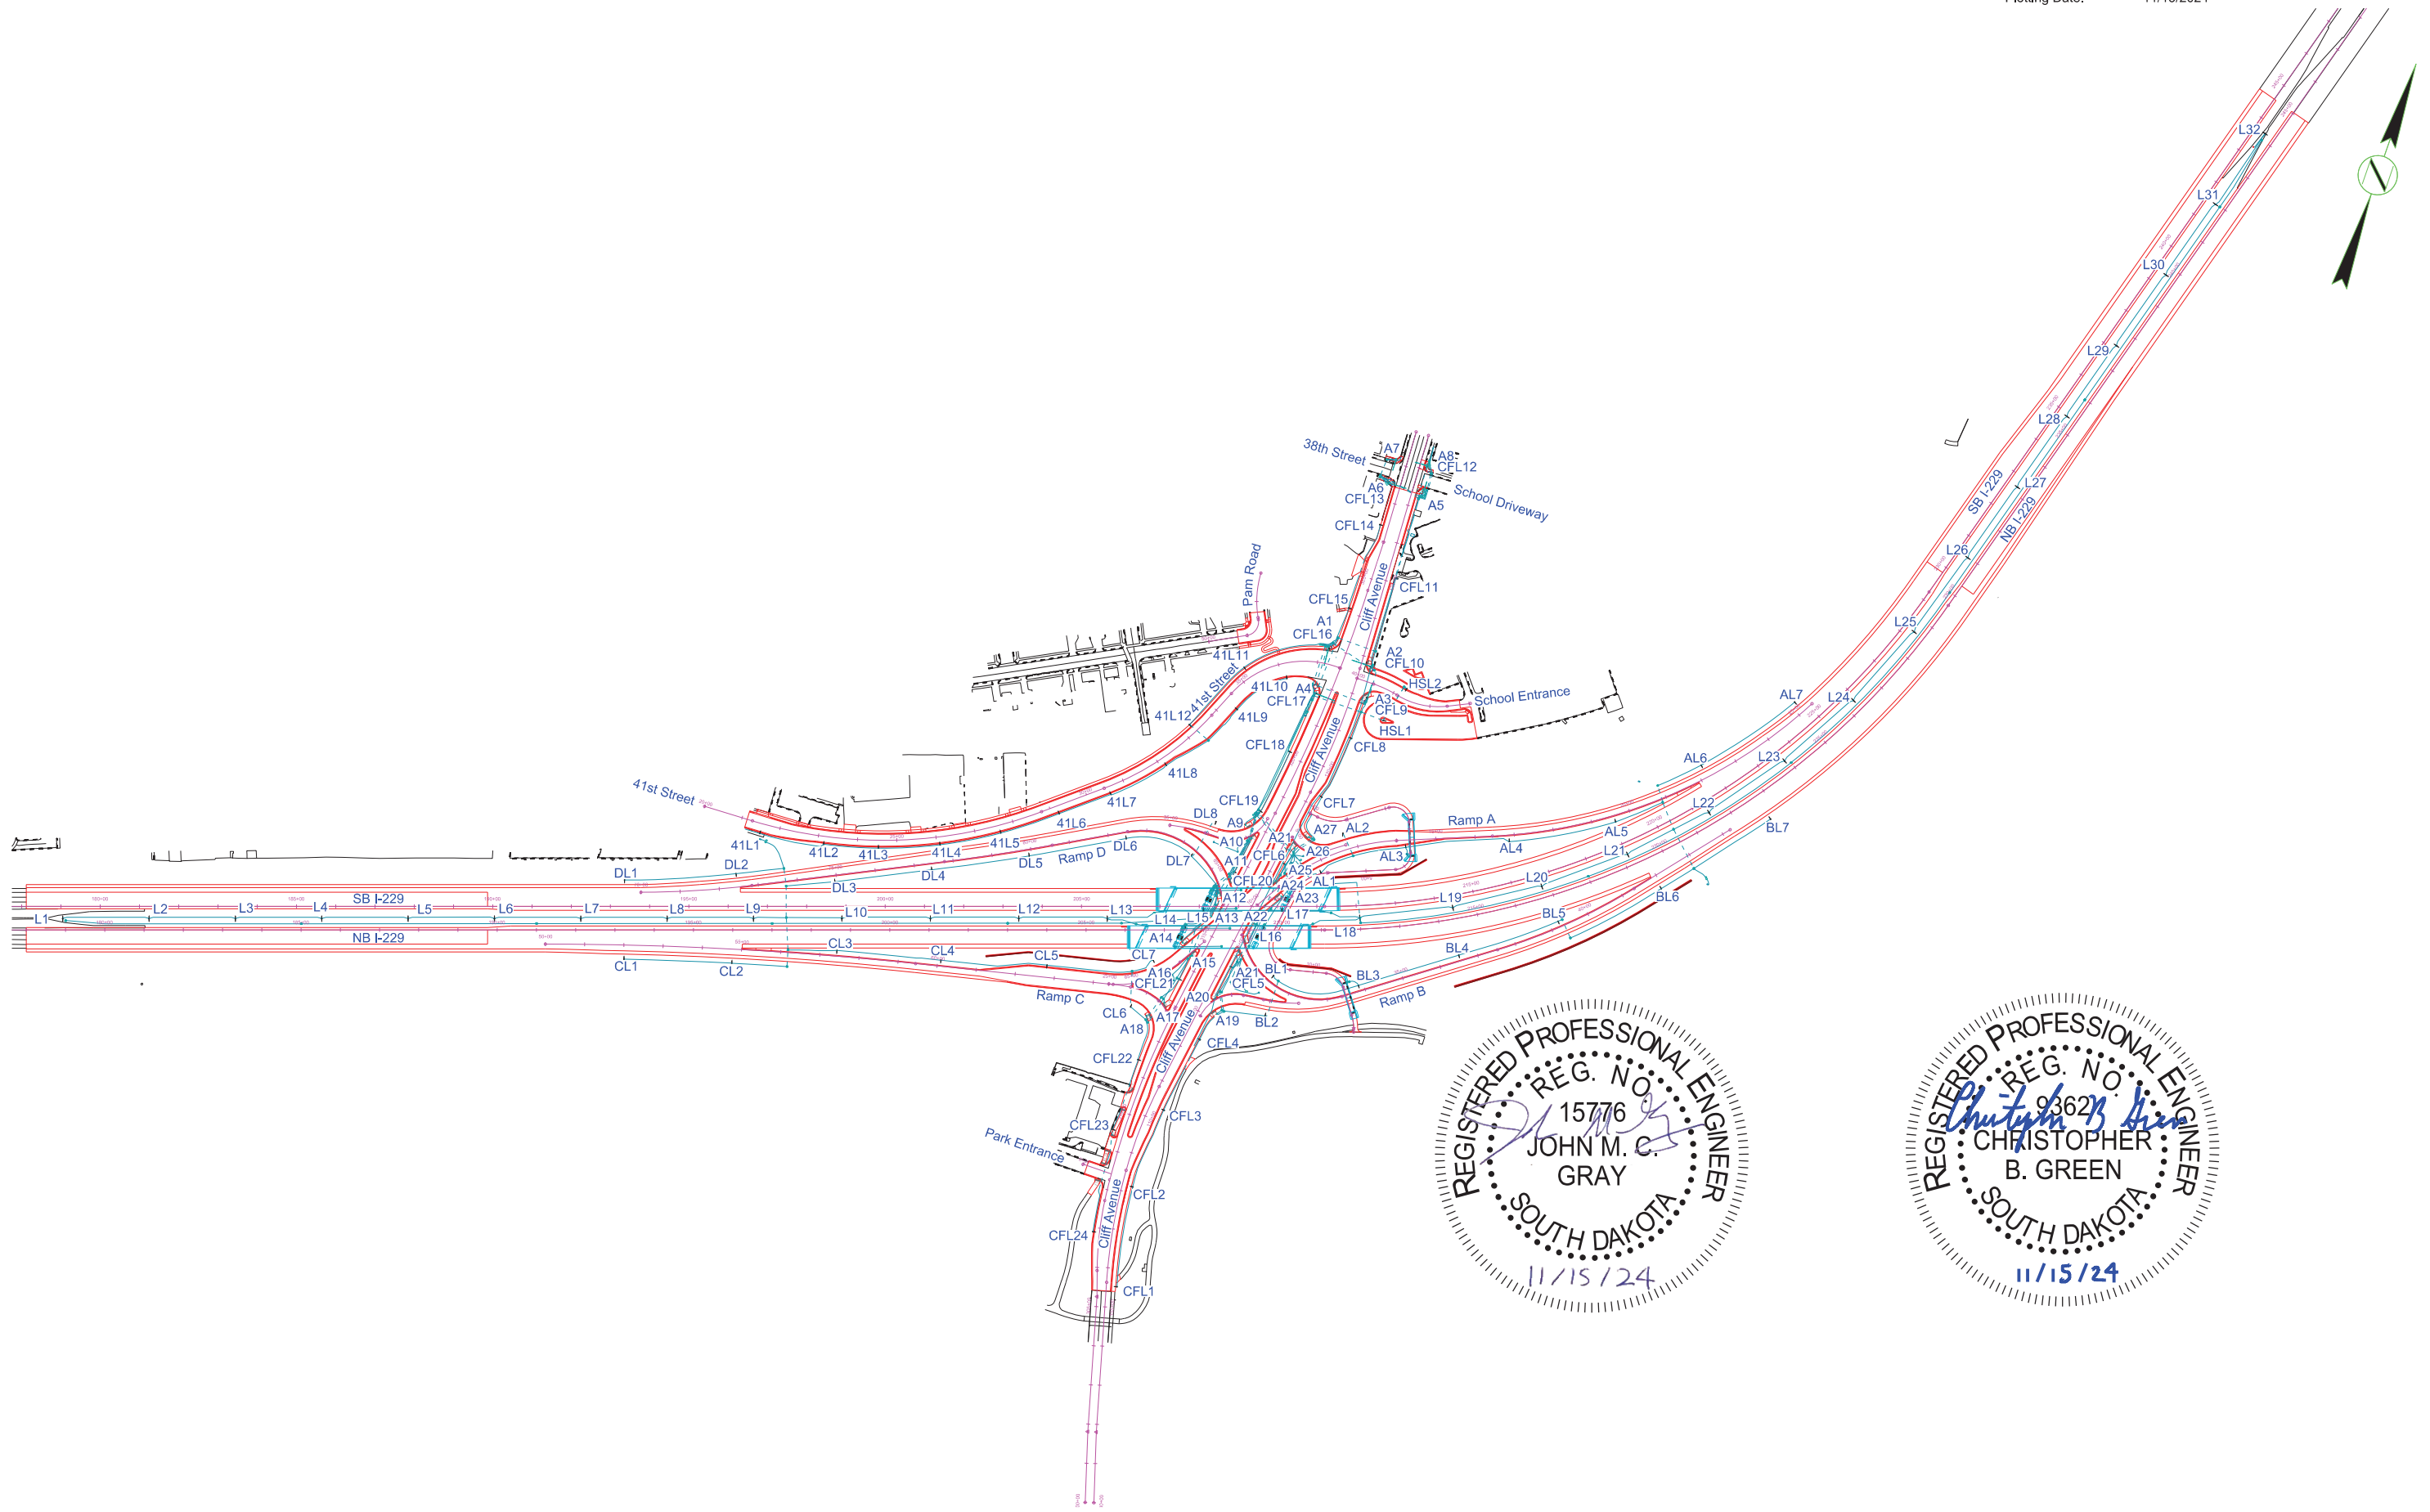 Plotting Date: 11/15/2024
L32
L31
L30
L29
L28
L27
SB I-229
NB I-229
L26
L25
L24
AL7
AL6
L23
L22
BL7
AL5
L21
AL4
Ramp A
L20
L19
BL6
BL5
BL4
38th Street
A7
A8
CFL12
A6
CFL13
School Driveway
A5
CFL14
Cliff Avenue
CFL11
Pam Road
CFL15
A1
CFL16
A2
CFL10
HSL2
School Entrance
41L11
41st Street
41L10
A4
CFL17
A3
CFL9
HSL1
41L12
41L9
CFL18
Cliff Avenue
CFL8
41L8
41st Street
41L7
CFL19
CFL7
41L6
DL8
A9
A27
AL2
41L1
41L2
41L3
41L4
41L5
DL6
A10
A21
A26
AL3
DL1
DL2
DL3
DL4
DL5
Ramp D
DL7
A11
CFL6
A25
AL1
CFL20
A24
A23
SB I-229
A12
L1
L2
L3
L4
L5
L6
L7
L8
L9
L10
L11
L12
L13
L14
L15
A13
A22
L17
L18
NB I-229
A14
L16
CL1
CL2
CL3
CL4
CL5
CL7
A15
A16
CFL21
A21
CFL5
BL1
BL3
Ramp B
Ramp C
CL6
A17
A18
A20
A19
BL2
CFL4
CFL22
Cliff Avenue
CFL3
CFL23
Park Entrance
CFL2
CFL24
Cliff Avenue
CFL1
REGISTERED PROFESSIONAL ENGINEER
REG. NO.
15776
JOHN M. C.
GRAY
SOUTH DAKOTA
11/15/24
REGISTERED PROFESSIONAL ENGINEER
REG. NO.
9362
CHRISTOPHER
B. GREEN
SOUTH DAKOTA
11/15/24